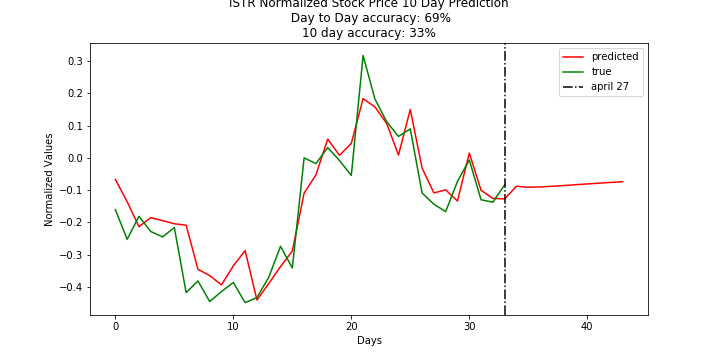 ISTR Normalized Stock Price 10 Day Prediction
Day to Day accuracy: 69%
10 day accuracy: 33%
predicted
true
april 27
Normalized Values
0.3
0.2
0.1
0.0
−0.1
−0.2
−0.3
−0.4
0
10
20
30
40
Days